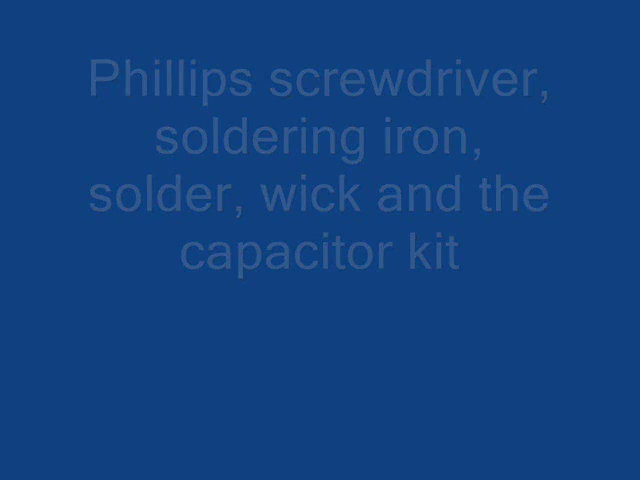 Phillips screwdriver,
soldering iron,
solder, wick and the
capacitor kit